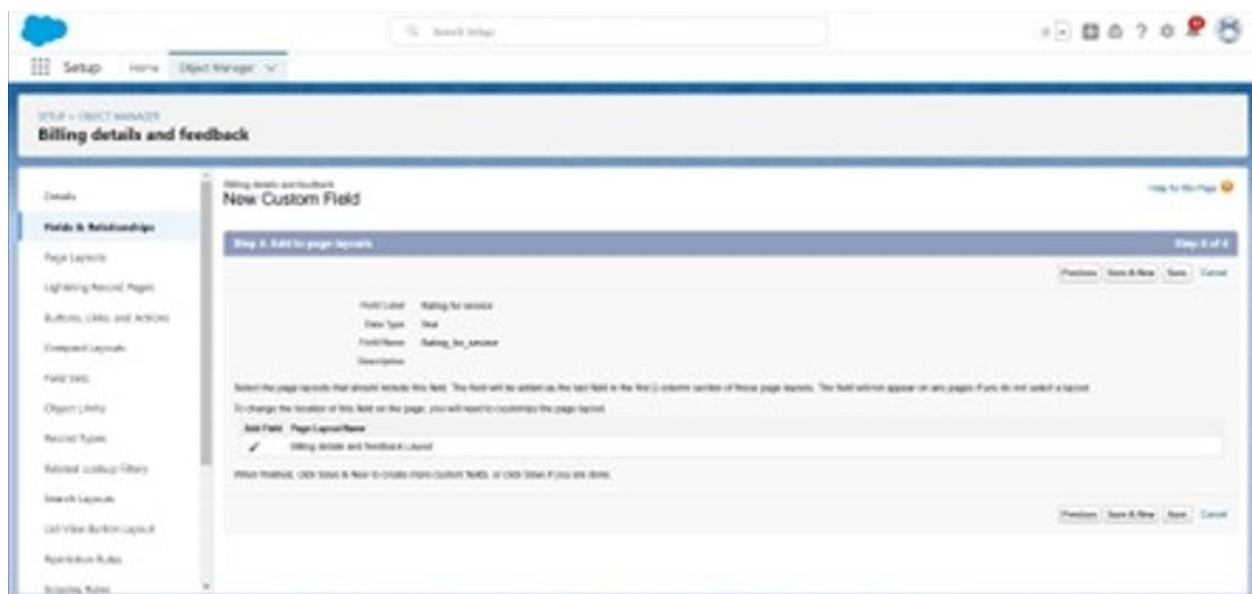 Search Setup
Setup Home Object Manager
SETUP > OBJECT MANAGER
Billing details and feedback
Details
Fields & Relationships
Page Layouts
Lightning Record Pages
Buttons, Links, and Actions
Compact Layouts
Field Sets
Object Limits
Record Types
Related Lookup Filters
Search Layouts
List View Button Layout
Restriction Rules
Scoping Rules
Billing details and feedback
New Custom Field
Help for this Page
Step 4. Add to page layouts Step 4 of 4
Previous Save & New Save Cancel
Field Label Rating for service
Data Type Text
Field Name Rating_for_service
Description
Select the page layouts that should include this field. The field will be added as the last field in the first 2-column section of these page layouts. The field will not appear on any pages if you do not select a layout.
To change the location of this field on the page, you will need to customize the page layout.
Add Field Page Layout Name
Billing details and feedback Layout
When finished, click Save & New to create more custom fields, or click Save if you are done.
Previous Save & New Save Cancel